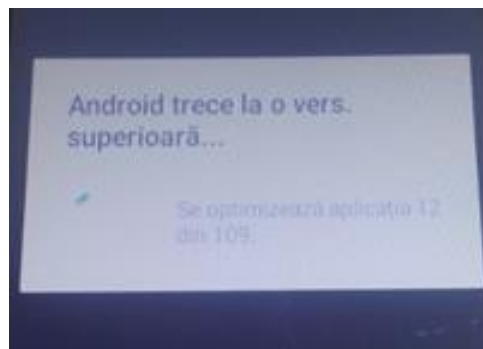 Android trece la o vers.
superioară...
Se optimizează aplicația 12
din 109.